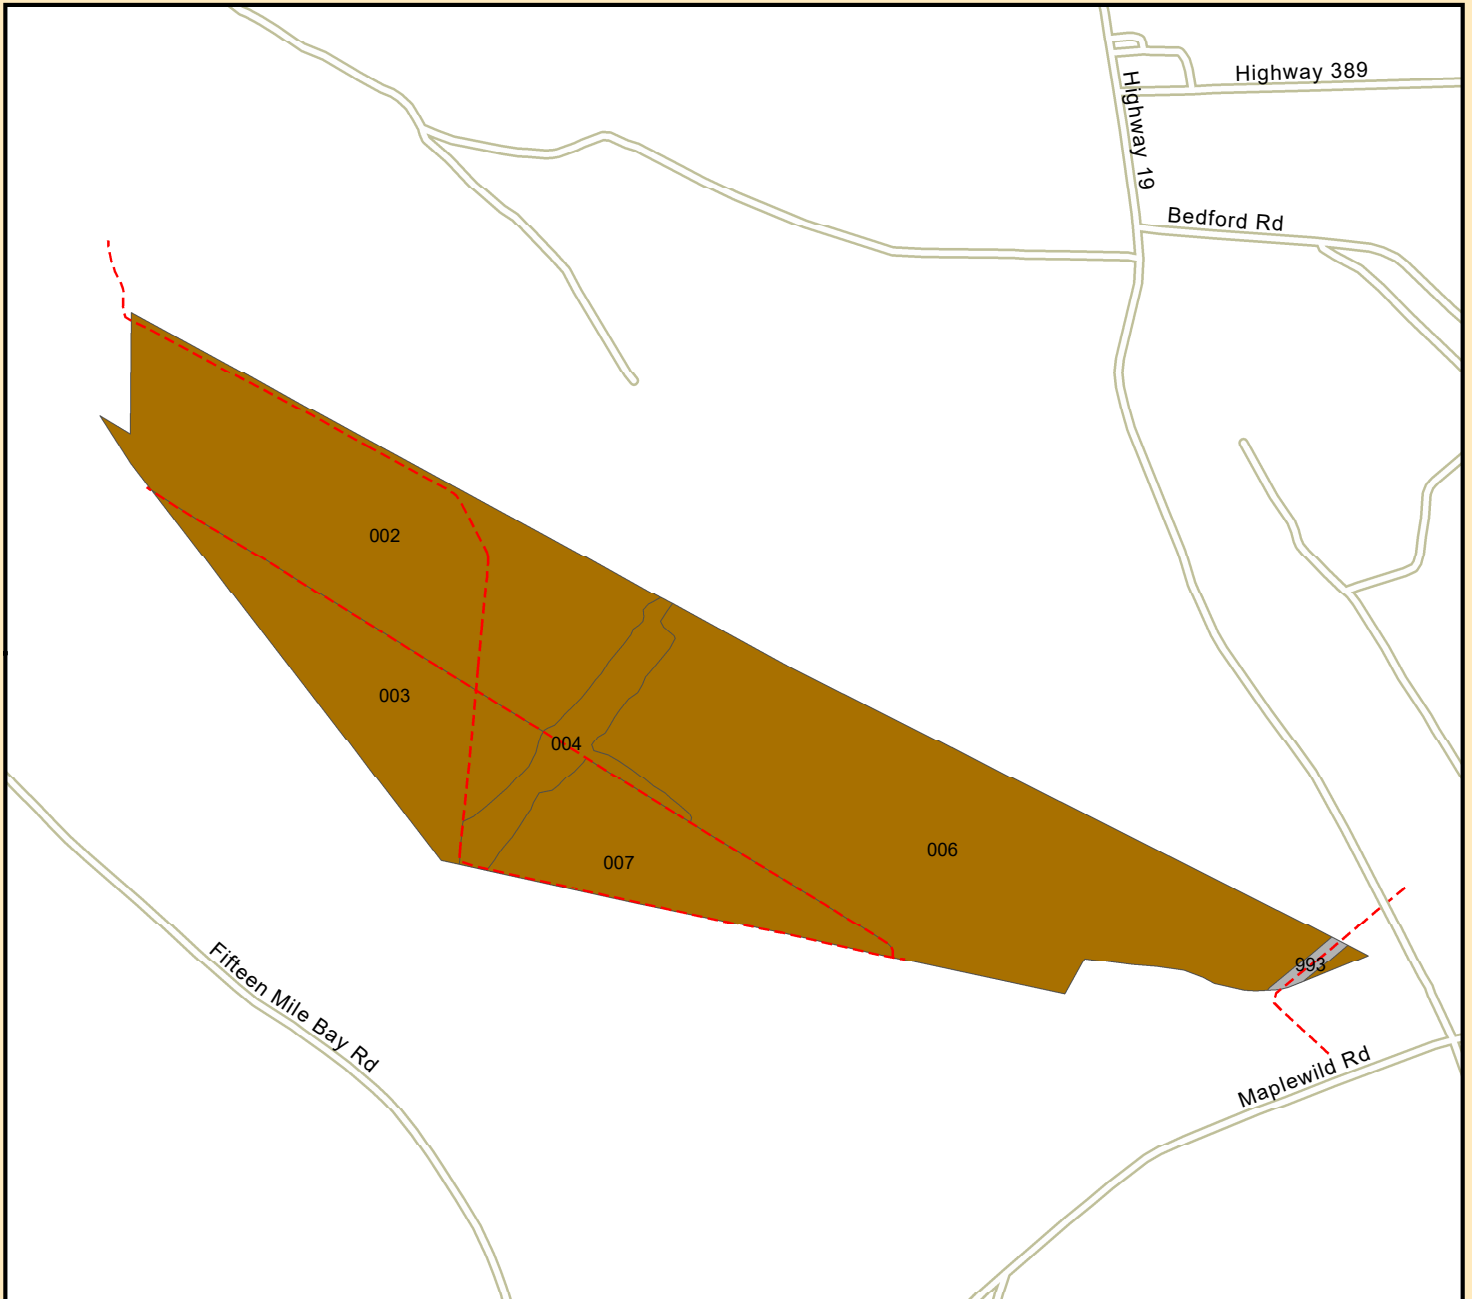 Highway 389
Highway 19
Bedford Rd
002
003
004
006
007
993
Fifteen Mile Bay Rd
Maplewild Rd